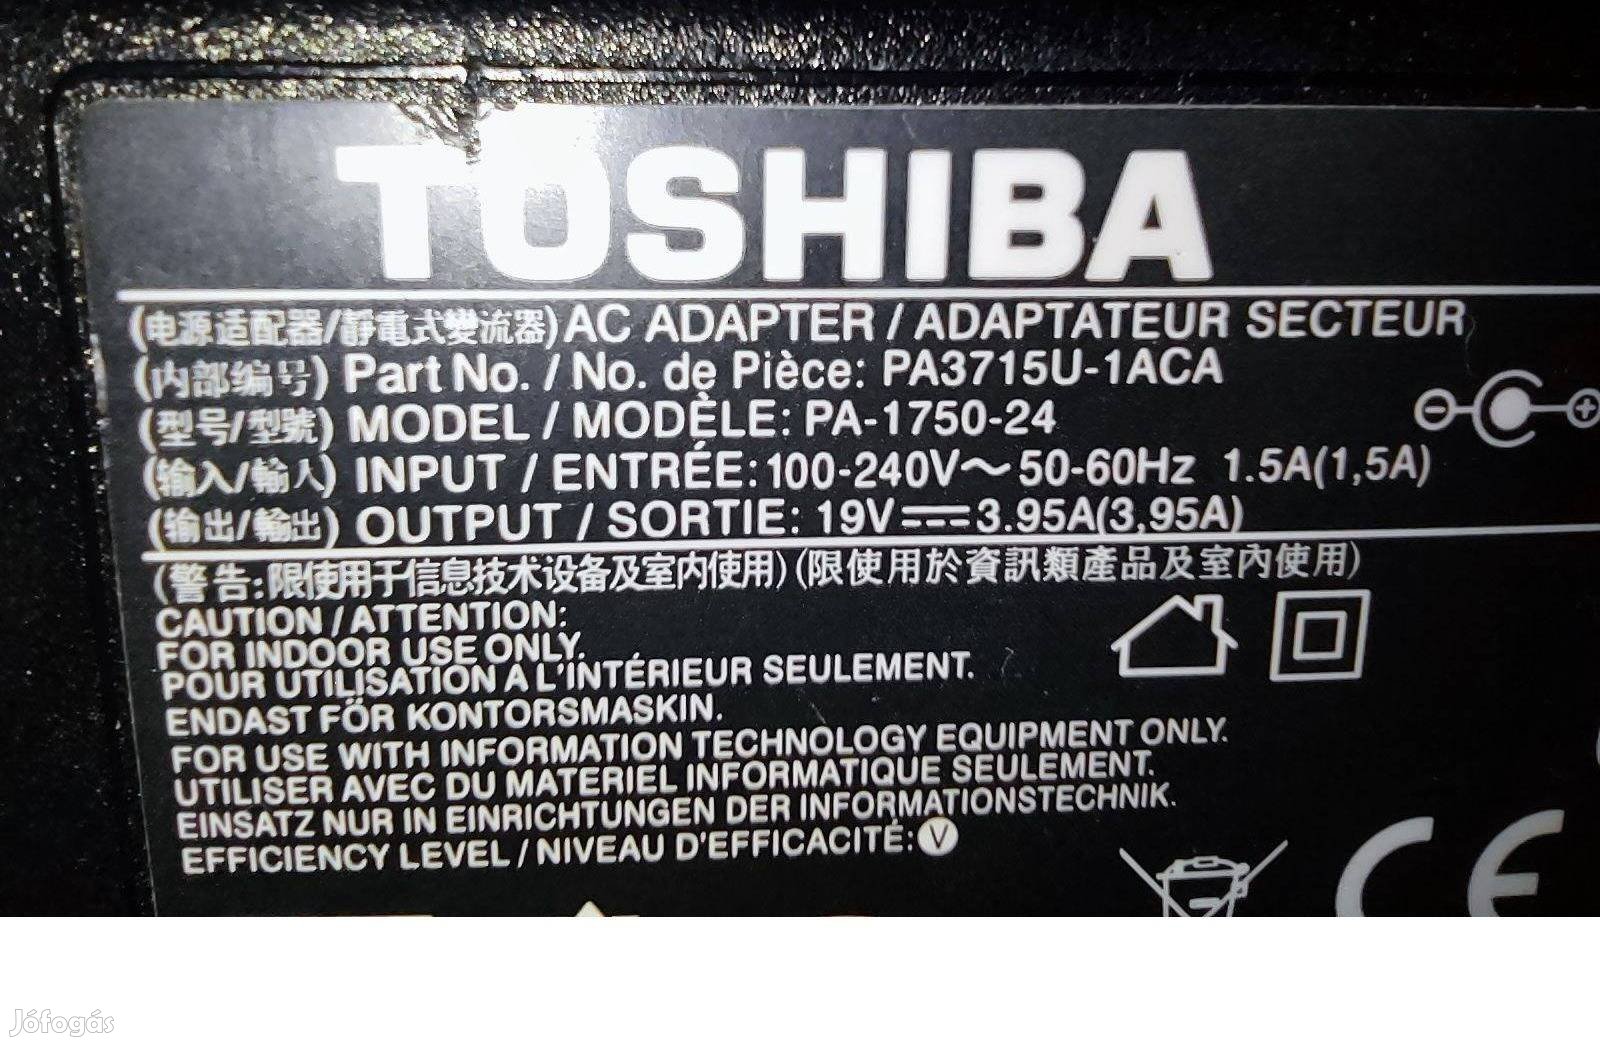 TOSHIBA
(电源适配器/靜電式變流器) AC ADAPTER / ADAPTATEUR SECTEUR
(内部编号) Part No. / No. de Pièce: PA3715U-1ACA
(型号/型號) MODEL / MODÈLE: PA-1750-24
(输入/輸入) INPUT / ENTRÉE: 100-240V～ 50-60Hz 1.5A(1,5A)
(输出/輸出) OUTPUT / SORTIE: 19V⎓3.95A(3,95A)
(警告:限使用于信息技术设备及室内使用) (限使用於資訊類產品及室內使用)
CAUTION / ATTENTION:
FOR INDOOR USE ONLY.
POUR UTILISATION A L'INTÉRIEUR SEULEMENT.
ENDAST FÖR KONTORSMASKIN.
FOR USE WITH INFORMATION TECHNOLOGY EQUIPMENT ONLY.
UTILISER AVEC DU MATERIEL INFORMATIQUE SEULEMENT.
EINSATZ NUR IN EINRICHTUNGEN DER INFORMATIONSTECHNIK.
EFFICIENCY LEVEL / NIVEAU D'EFFICACITÉ: V
CE
Jófogás